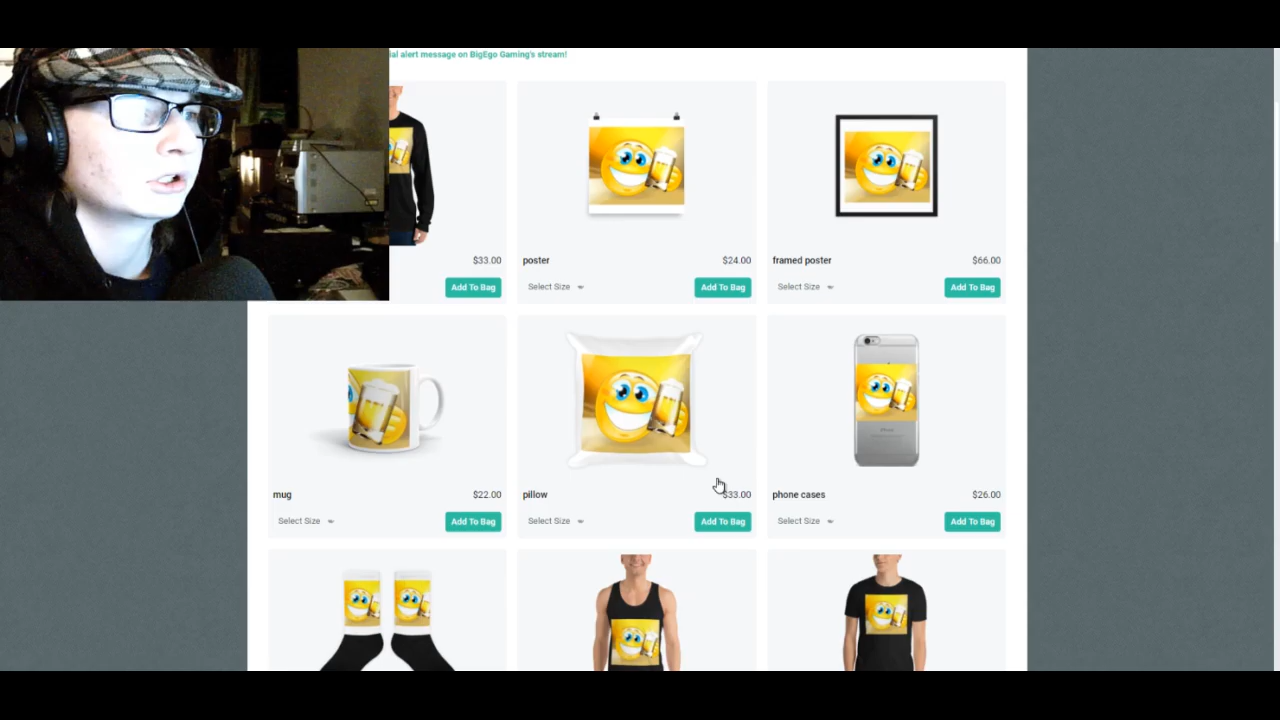 ial alert message on BigEgo Gaming's stream!
$33.00
poster
$24.00
framed poster
$66.00
Add To Bag
Select Size
Add To Bag
Select Size
Add To Bag
mug
$22.00
pillow
$33.00
phone cases
$26.00
Select Size
Add To Bag
Select Size
Add To Bag
Select Size
Add To Bag